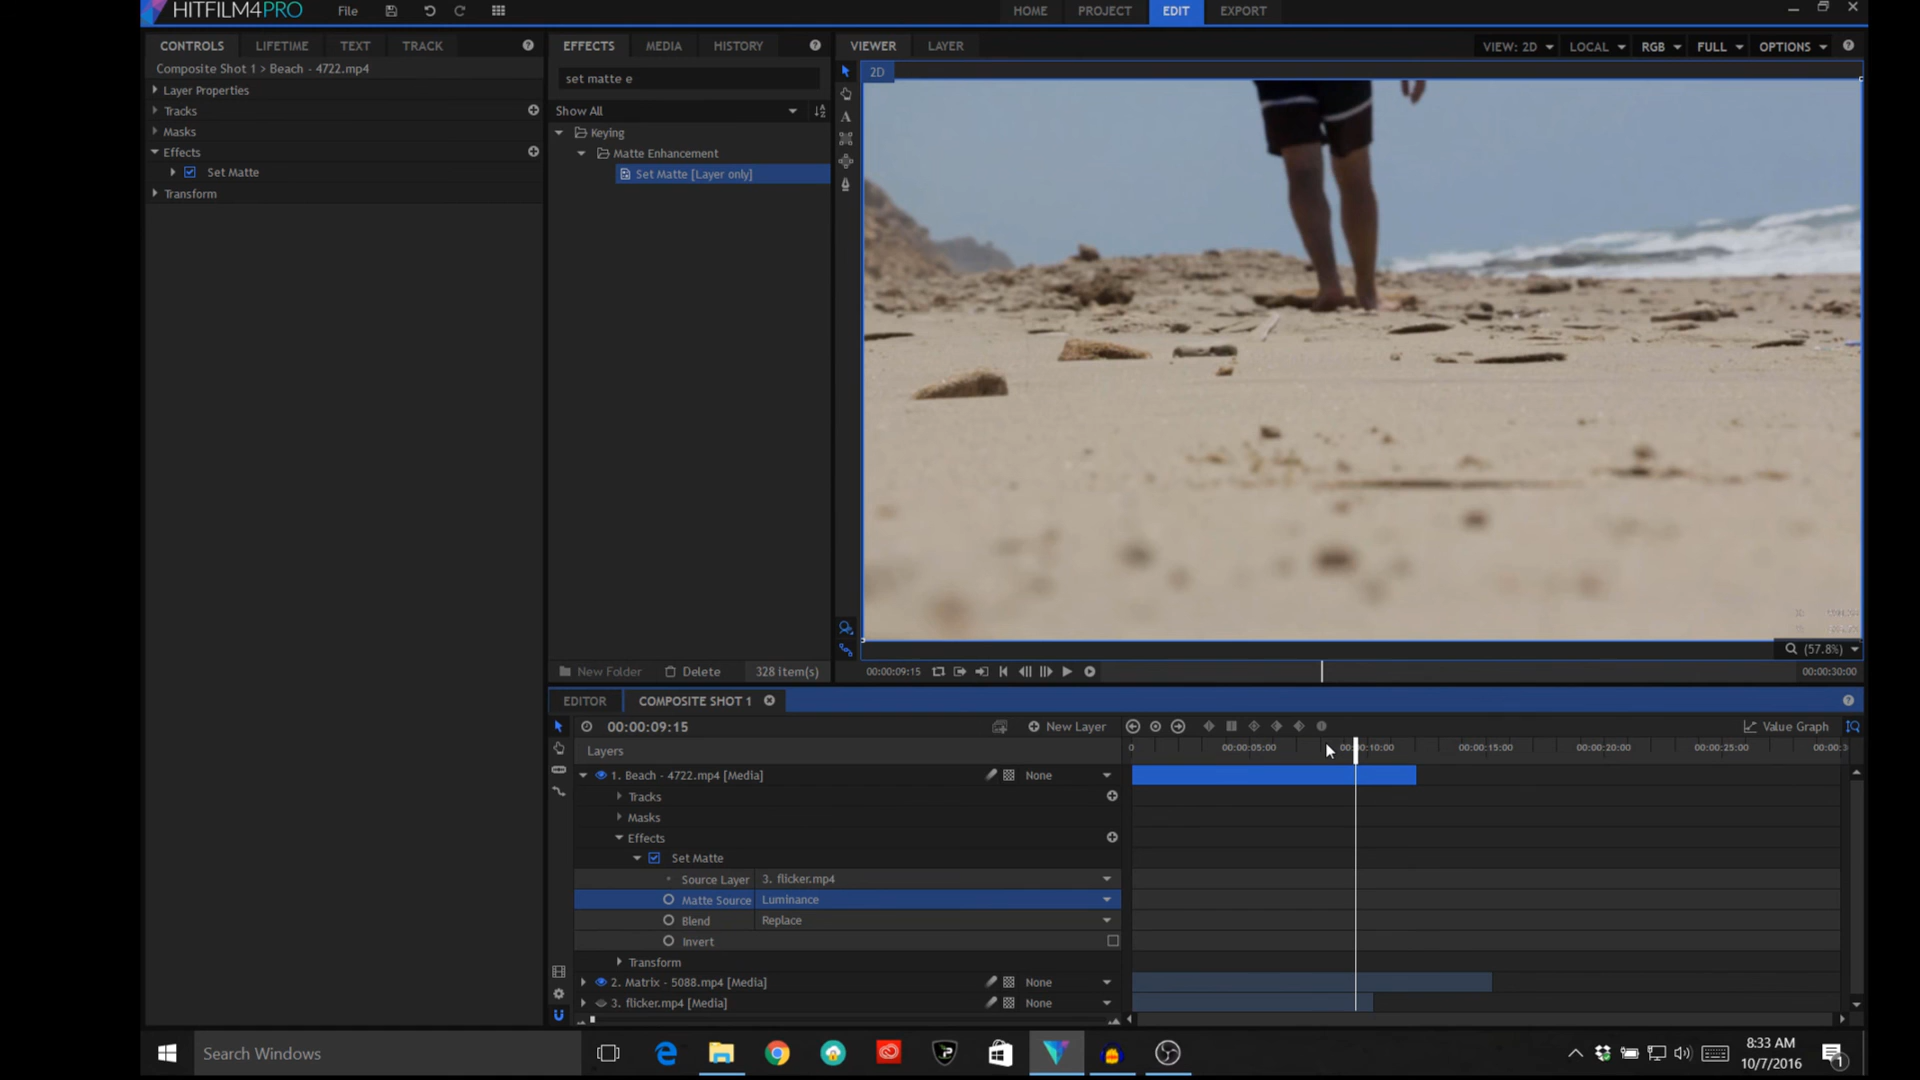 HITFILM4PRO File HOME PROJECT EDIT EXPORT
CONTROLS LIFETIME TEXT TRACK
Composite Shot 1 > Beach - 4722.mp4
Layer Properties
Tracks
Masks
Effects
Set Matte
Transform
EFFECTS MEDIA HISTORY
set matte e
Show All
Keying
Matte Enhancement
Set Matte [Layer only]
New Folder Delete 328 item(s)
VIEWER LAYER VIEW: 2D LOCAL RGB FULL OPTIONS
2D
(57.8%)
00:00:09:15 00:00:30:00
EDITOR COMPOSITE SHOT 1
00:00:09:15 New Layer Value Graph
Layers 0 00:00:05:00 00:00:10:00 00:00:15:00 00:00:20:00 00:00:25:00
1. Beach - 4722.mp4 [Media] None
Tracks
Masks
Effects
Set Matte
Source Layer 3. flicker.mp4
Matte Source Luminance
Blend Replace
Invert
Transform
2. Matrix - 5088.mp4 [Media] None
3. flicker.mp4 [Media] None
Search Windows 8:33 AM
10/7/2016 1